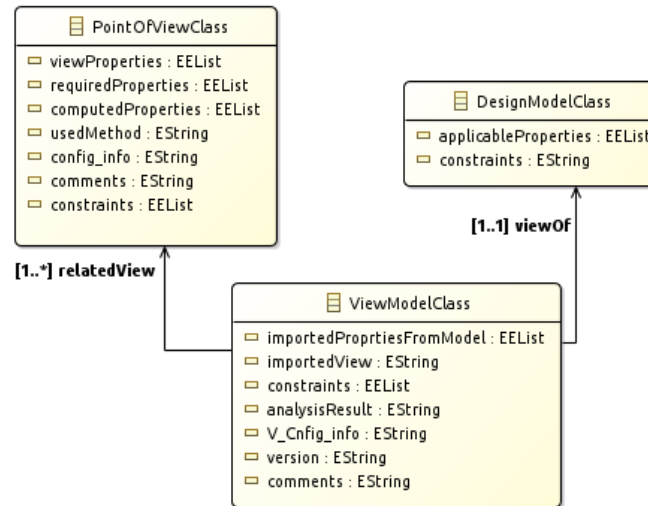 PointOfViewClass
viewProperties : EEList
requiredProperties : EEList
computedProperties : EEList
usedMethod : EString
config_info : EString
comments : EString
constraints : EEList
DesignModelClass
applicableProperties : EEList
constraints : EString
[1..1] viewOf
[1..*] relatedView
ViewModelClass
importedProprtiesFromModel : EEList
importedView : EString
constraints : EEList
analysisResult : EString
V_Cnfig_info : EString
version : EString
comments : EString